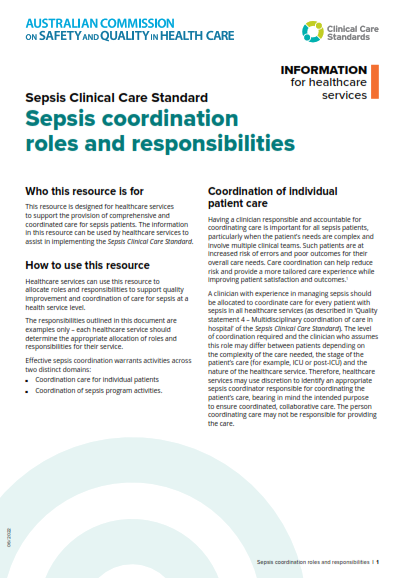 AUSTRALIAN COMMISSION
ON SAFETY AND QUALITY IN HEALTH CARE
Clinical Care
Standards
INFORMATION
for healthcare
services
Sepsis Clinical Care Standard
Sepsis coordination
roles and responsibilities
Who this resource is for
This resource is designed for healthcare services
to support the provision of comprehensive and
coordinated care for sepsis patients. The information
in this resource can be used by healthcare services to
assist in implementing the Sepsis Clinical Care Standard.
How to use this resource
Healthcare services can use this resource to
allocate roles and responsibilities to support quality
improvement and coordination of care for sepsis at a
health service level.
The responsibilities outlined in this document are
examples only – each healthcare service should
determine the appropriate allocation of roles and
responsibilities for their service.
Effective sepsis coordination warrants activities across
two distinct domains:
• Coordination care for individual patients
• Coordination of sepsis program activities.
Coordination of individual
patient care
Having a clinician responsible and accountable for
coordinating care is important for all sepsis patients,
particularly when the patient's needs are complex and
involve multiple clinical teams. Such patients are at
increased risk of errors and poor outcomes for their
overall care needs. Care coordination can help reduce
risk and provide a more tailored care experience while
improving patient satisfaction and outcomes.¹
A clinician with experience in managing sepsis should
be allocated to coordinate care for every patient with
sepsis in all healthcare services (as described in 'Quality
statement 4 – Multidisciplinary coordination of care in
hospital' of the Sepsis Clinical Care Standard). The level
of coordination required and the clinician who assumes
this role may differ between patients depending on
the complexity of the care needed, the stage of the
patient's care (for example, ICU or post-ICU) and the
nature of the healthcare service. Therefore, healthcare
services may use discretion to identify an appropriate
sepsis coordinator responsible for coordinating the
patient's care, bearing in mind the intended purpose
to ensure coordinated, collaborative care. The person
coordinating care may not be responsible for providing
the care.
Sepsis coordination roles and responsibilities | 1